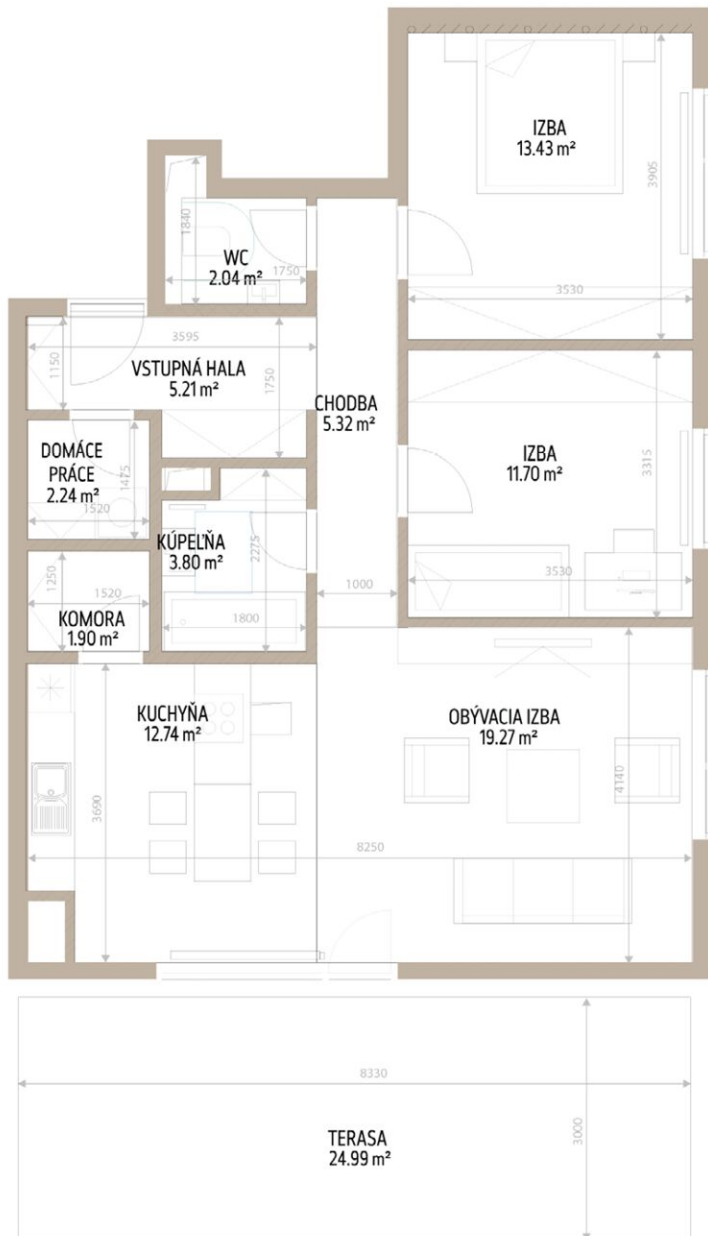 IZBA
13.43 m²
3905
3530
1840
WC
2.04 m²
1750
3595
1150
VSTUPNÁ HALA
5.21 m²
1750
CHODBA
5.32 m²
IZBA
11.70 m²
3315
3530
DOMÁCE
PRÁCE
2.24 m²
1475
1520
KÚPEĽŇA
3.80 m²
2275
1800
1000
1250
1520
KOMORA
1.90 m²
KUCHYŇA
12.74 m²
3690
OBÝVACIA IZBA
19.27 m²
4140
8250
8330
3000
TERASA
24.99 m²